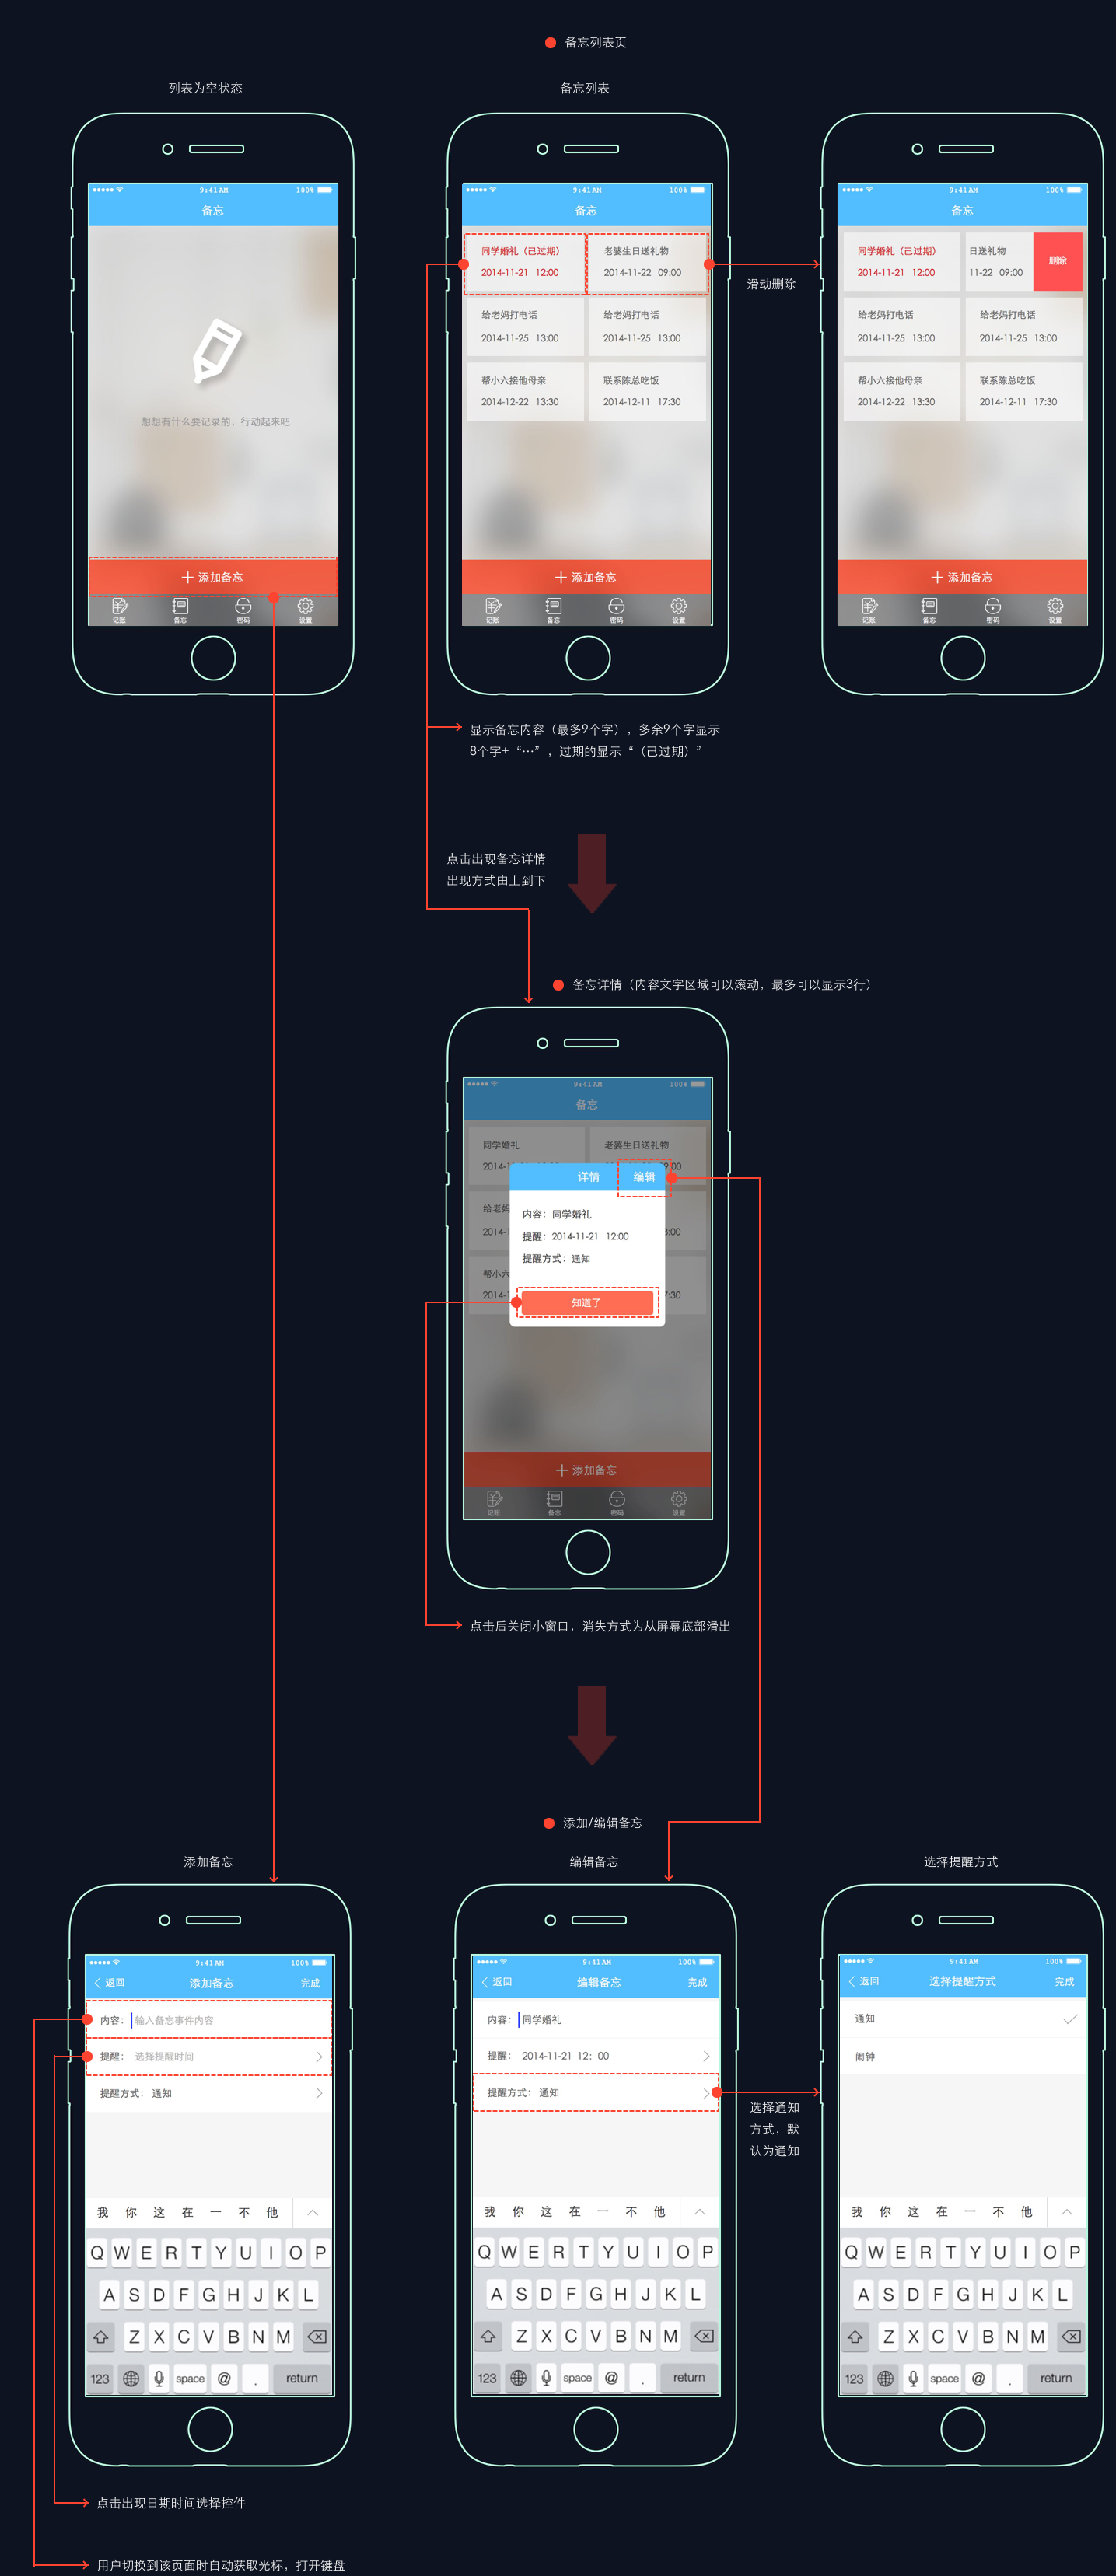 备忘列表页
列表为空状态
备忘列表
9:41 AM
100%
备忘
想想有什么要记录的，行动起来吧
添加备忘
记账
备忘
密码
设置
9:41 AM
100%
备忘
同学婚礼（已过期）
老婆生日送礼物
2014-11-21 12:00
2014-11-22 09:00
给老妈打电话
给老妈打电话
2014-11-25 13:00
2014-11-25 13:00
帮小六接他母亲
联系陈总吃饭
2014-12-22 13:30
2014-12-11 17:30
添加备忘
记账
备忘
密码
设置
滑动删除
9:41 AM
100%
备忘
同学婚礼（已过期）
日送礼物
删除
2014-11-21 12:00
11-22 09:00
给老妈打电话
给老妈打电话
2014-11-25 13:00
2014-11-25 13:00
帮小六接他母亲
联系陈总吃饭
2014-12-22 13:30
2014-12-11 17:30
添加备忘
记账
备忘
密码
设置
显示备忘内容（最多9个字），多余9个字显示
8个字+“…”，过期的显示“（已过期）”
点击出现备忘详情
出现方式由上到下
备忘详情（内容文字区域可以滚动，最多可以显示3行）
9:41 AM
100%
备忘
同学婚礼
老婆生日送礼物
2014-1
09:00
详情
编辑
给老妈
内容：同学婚礼
2014-1
3:00
提醒：2014-11-21 12:00
提醒方式：通知
帮小六
2014-1
7:30
知道了
添加备忘
记账
备忘
密码
设置
点击后关闭小窗口，消失方式为从屏幕底部滑出
添加/编辑备忘
添加备忘
编辑备忘
选择提醒方式
9:41 AM
100%
返回
添加备忘
完成
内容：输入备忘事件内容
提醒：选择提醒时间
提醒方式：通知
我 你 这 在 一 不 他
Q W E R T Y U I O P
A S D F G H J K L
Z X C V B N M
123 space @ . return
9:41 AM
100%
返回
编辑备忘
完成
内容：同学婚礼
提醒：2014-11-21 12：00
提醒方式：通知
我 你 这 在 一 不 他
Q W E R T Y U I O P
A S D F G H J K L
Z X C V B N M
123 space @ . return
选择通知
方式，默
认为通知
9:41 AM
100%
返回
选择提醒方式
完成
通知
闹钟
我 你 这 在 一 不 他
Q W E R T Y U I O P
A S D F G H J K L
Z X C V B N M
123 space @ . return
点击出现日期时间选择控件
用户切换到该页面时自动获取光标，打开键盘